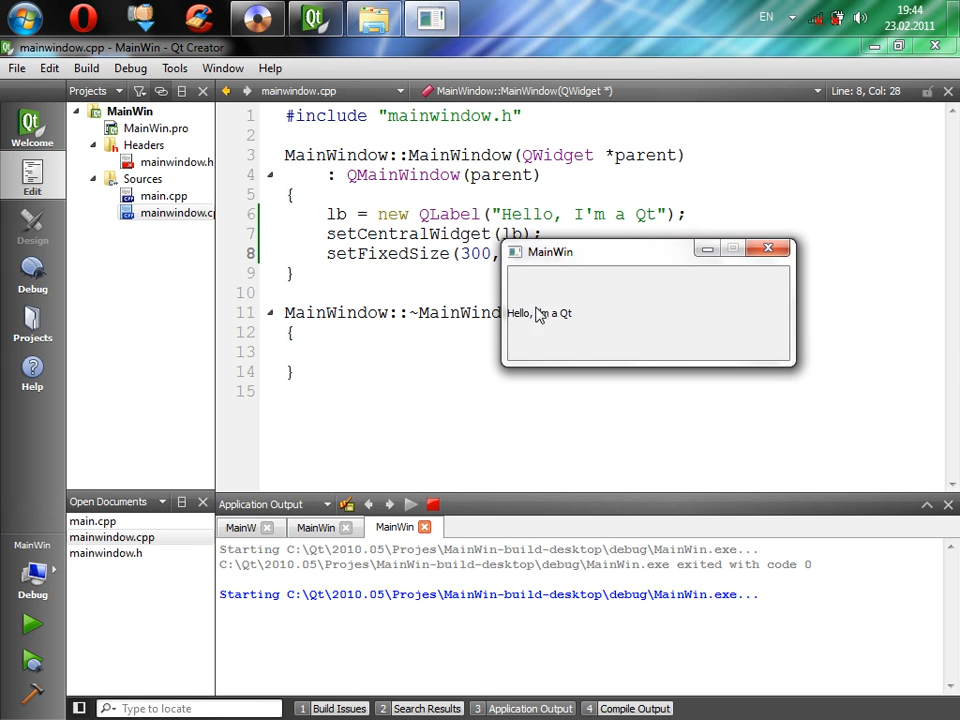 EN
19:44
23.02.2011
mainwindow.cpp - MainWin - Qt Creator
File Edit Build Debug Tools Window Help
Projects
mainwindow.cpp
MainWindow::MainWindow(QWidget *)
Line: 8, Col: 28
Welcome
Edit
Design
Debug
Projects
Help
MainWin
Debug
MainWin
MainWin.pro
Headers
mainwindow.h
Sources
main.cpp
mainwindow.cp
Open Documents
main.cpp
mainwindow.cpp
mainwindow.h
1 #include "mainwindow.h"
2
3 MainWindow::MainWindow(QWidget *parent)
4 : QMainWindow(parent)
5 {
6 lb = new QLabel("Hello, I'm a Qt");
7 setCentralWidget(lb);
8 setFixedSize(300,
9 }
10
11 MainWindow::~MainWind
12 {
13
14 }
15
MainWin
Hello, I'm a Qt
Application Output
MainW MainWin MainWin
Starting C:\Qt\2010.05\Projes\MainWin-build-desktop\debug\MainWin.exe...
C:\Qt\2010.05\Projes\MainWin-build-desktop\debug\MainWin.exe exited with code 0
Starting C:\Qt\2010.05\Projes\MainWin-build-desktop\debug\MainWin.exe...
Type to locate
1 Build Issues 2 Search Results 3 Application Output 4 Compile Output